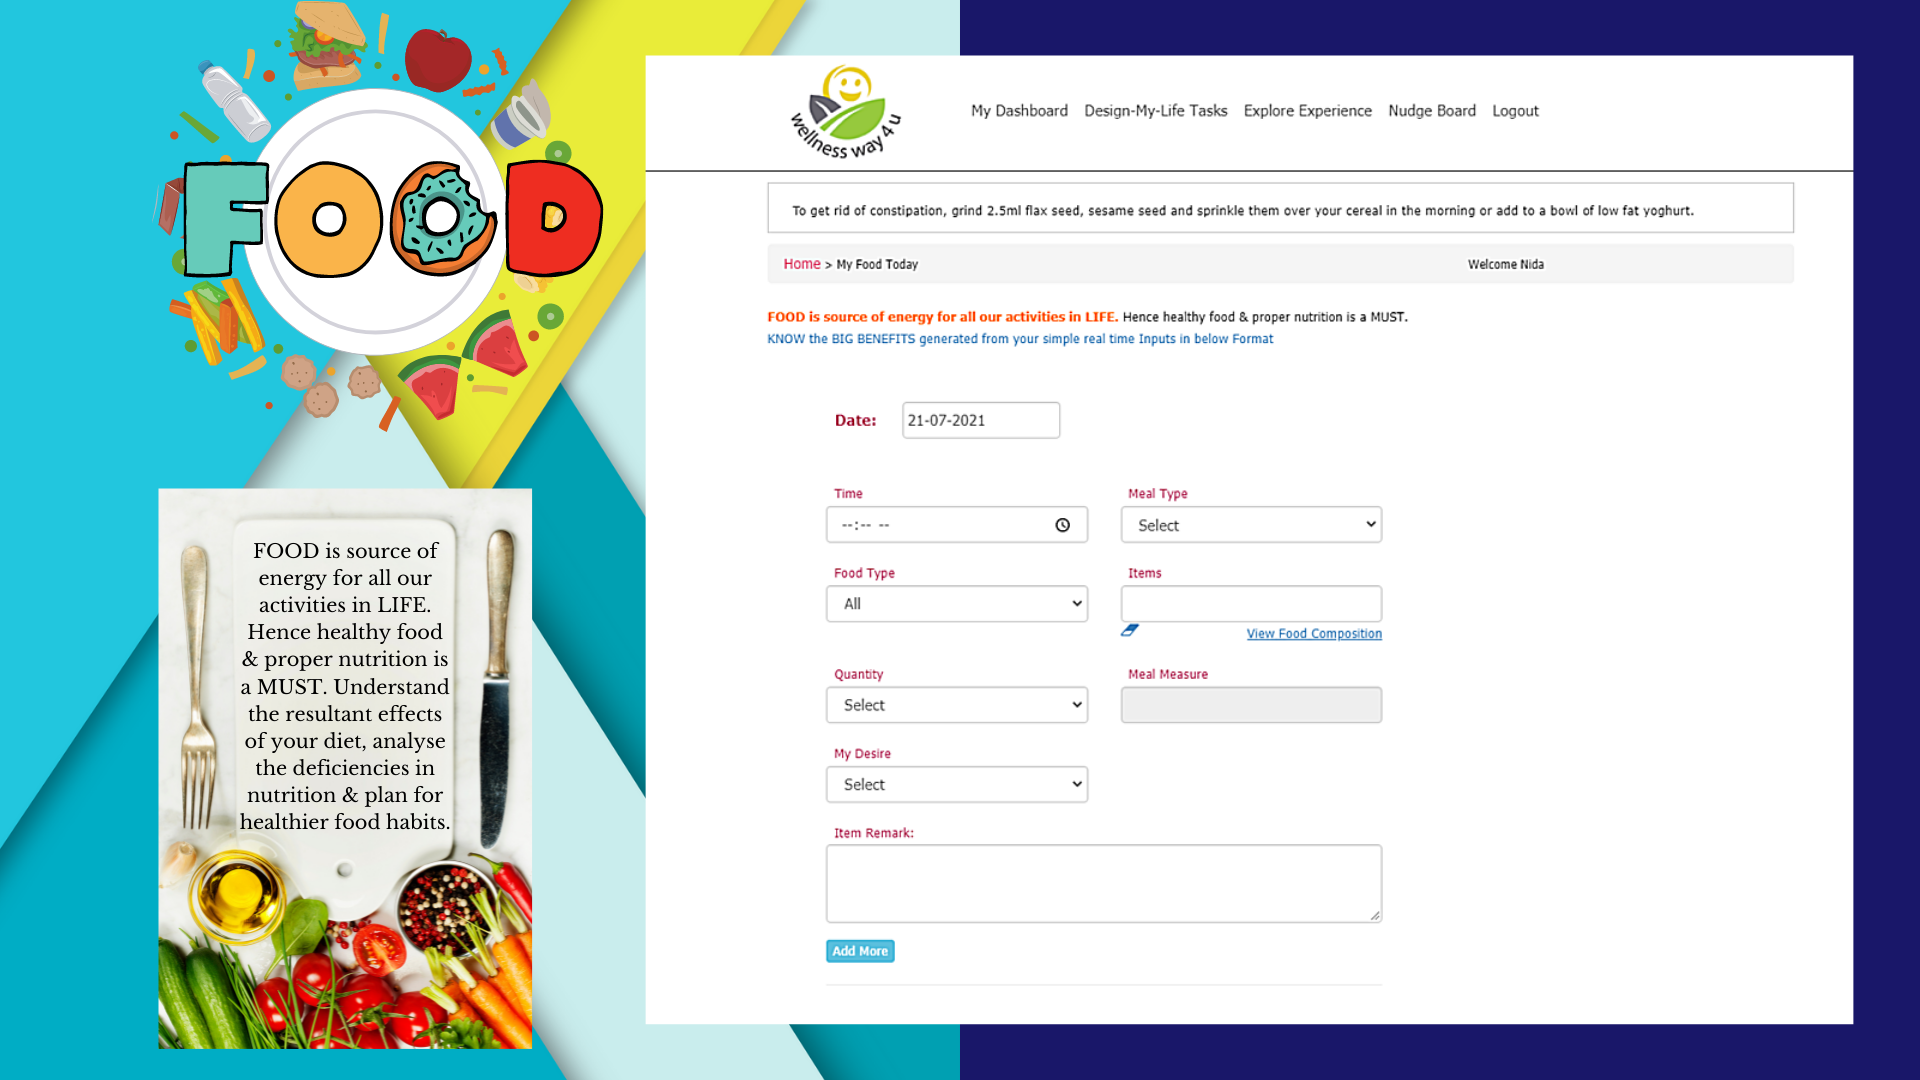 FOOD
FOOD is source of
energy for all our
activities in LIFE.
Hence healthy food
& proper nutrition is
a MUST. Understand
the resultant effects
of your diet, analyse
the deficiencies in
nutrition & plan for
healthier food habits.
wellness way 4 u
My Dashboard Design-My-Life Tasks Explore Experience Nudge Board Logout
To get rid of constipation, grind 2.5ml flax seed, sesame seed and sprinkle them over your cereal in the morning or add to a bowl of low fat yoghurt.
Home > My Food Today Welcome Nida
FOOD is source of energy for all our activities in LIFE. Hence healthy food & proper nutrition is a MUST.
KNOW the BIG BENEFITS generated from your simple real time Inputs in below Format
Date: 21-07-2021
Time Meal Type
--:-- -- Select
Food Type Items
All
View Food Composition
Quantity Meal Measure
Select
My Desire
Select
Item Remark:
Add More